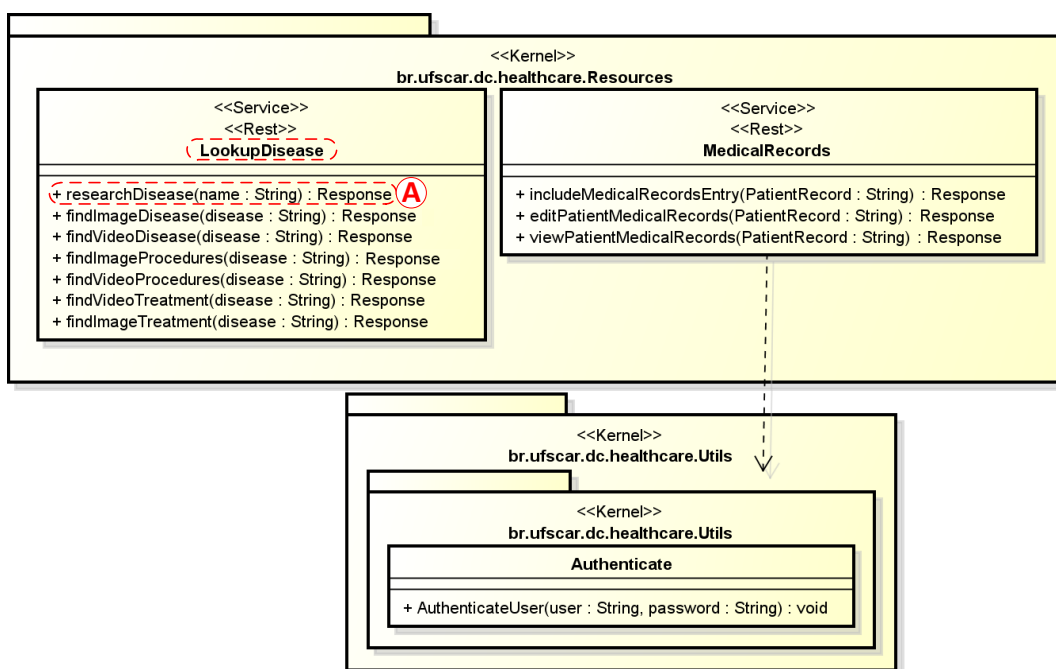 <<Kernel>>
br.ufscar.dc.healthcare.Resources
<<Service>>
<<Rest>>
LookupDisease
+ researchDisease(name : String) : Response
A
+ findImageDisease(disease : String) : Response
+ findVideoDisease(disease : String) : Response
+ findImageProcedures(disease : String) : Response
+ findVideoProcedures(disease : String) : Response
+ findVideoTreatment(disease : String) : Response
+ findImageTreatment(disease : String) : Response
<<Service>>
<<Rest>>
MedicalRecords
+ includeMedicalRecordsEntry(PatientRecord : String) : Response
+ editPatientMedicalRecords(PatientRecord : String) : Response
+ viewPatientMedicalRecords(PatientRecord : String) : Response
<<Kernel>>
br.ufscar.dc.healthcare.Utils
<<Kernel>>
br.ufscar.dc.healthcare.Utils
Authenticate
+ AuthenticateUser(user : String, password : String) : void